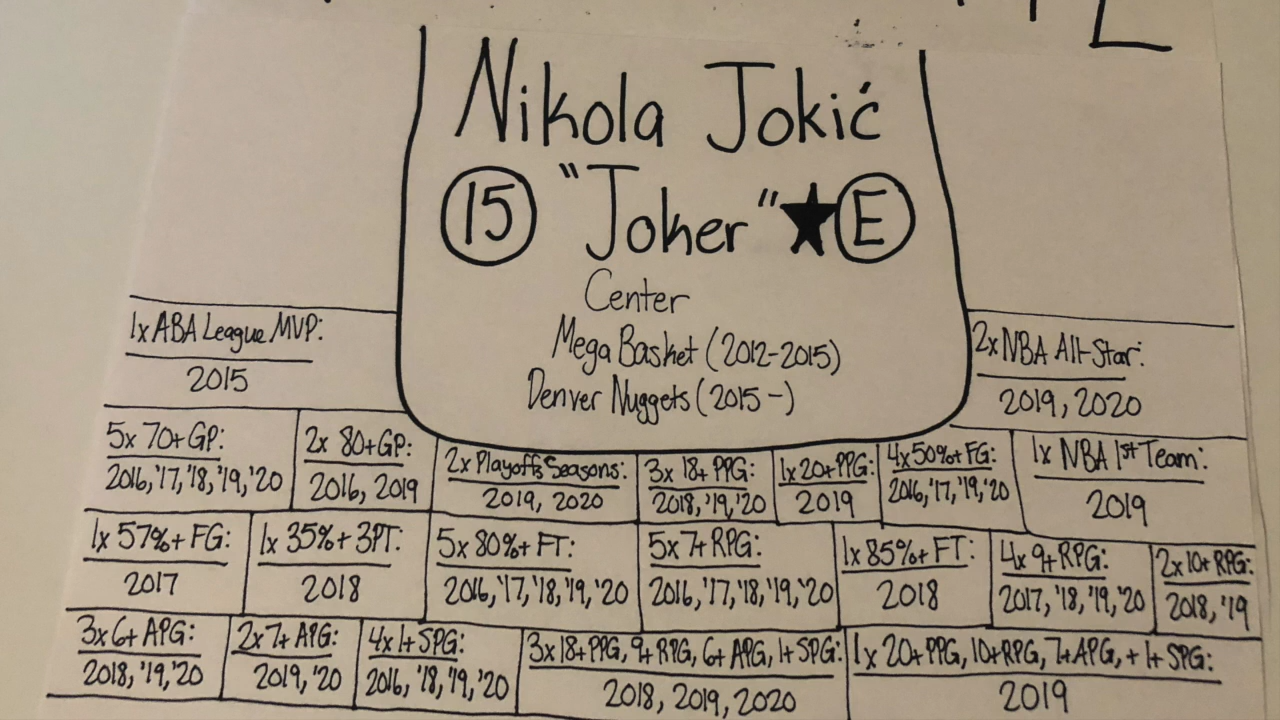 Nikola Jokić
15 "Joker" ★ E
Center
Mega Basket (2012-2015)
Denver Nuggets (2015 -)
1x ABA League MVP:
2015
2x NBA All-Star:
2019, 2020
5x 70+ GP:
2016, '17, '18, '19, '20
2x 80+ GP:
2016, 2019
2x Playoffs Seasons:
2019, 2020
3x 18+ PPG:
2018, '19, '20
1x 20+ PPG:
2019
4x 50%+ FG:
2016, '17, '19, '20
1x NBA 1st Team:
2019
1x 57%+ FG:
2017
1x 35%+ 3PT:
2018
5x 80%+ FT:
2016, '17, '18, '19, '20
5x 7+ RPG:
2016, '17, '18, '19, '20
1x 85%+ FT:
2018
4x 9+ RPG:
2017, '18, '19, '20
2x 10+ RPG:
2018, '19
3x 6+ APG:
2018, '19, '20
2x 7+ APG:
2019, '20
4x 1+ SPG:
2016, '18, '19, '20
3x 18+ PPG, 9+ RPG, 6+ APG, 1+ SPG:
2018, 2019, 2020
1x 20+ PPG, 10+ RPG, 7+ APG, + 1+ SPG:
2019